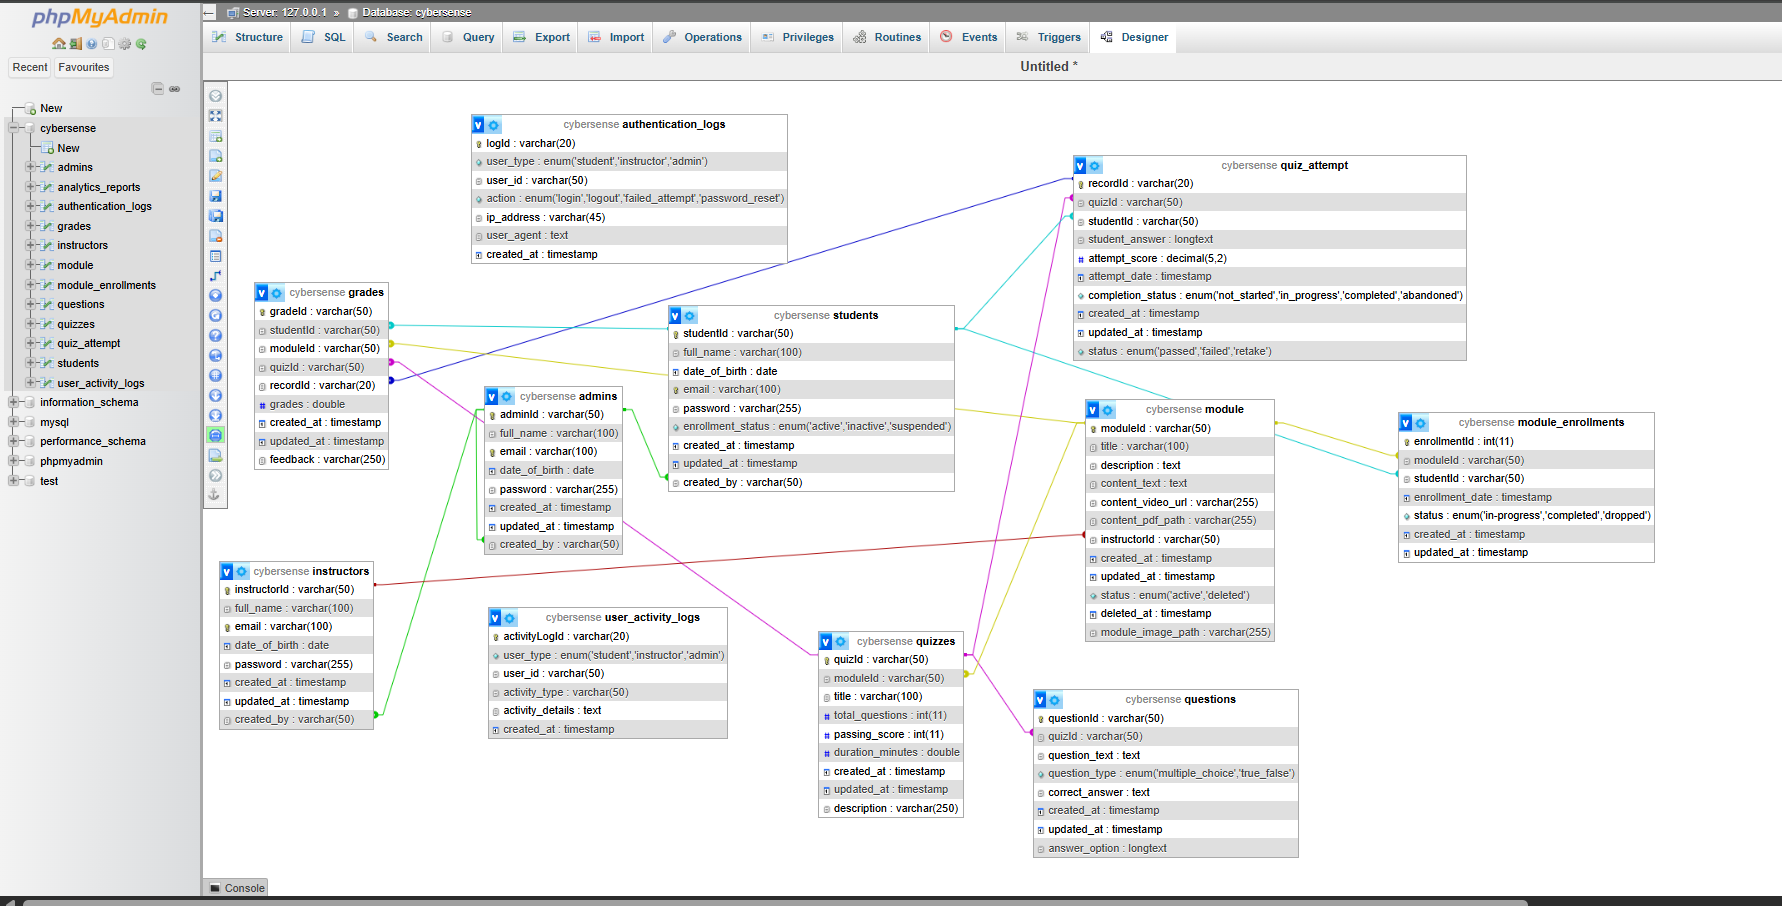 phpMyAdmin
Recent
Favourites
New
cybersense
New
admins
analytics_reports
authentication_logs
grades
instructors
module
module_enrollments
questions
quizzes
quiz_attempt
students
user_activity_logs
information_schema
mysql
performance_schema
phpmyadmin
test
Server: 127.0.0.1 » Database: cybersense
Structure SQL Search Query Export Import Operations Privileges Routines Events Triggers Designer
Untitled *
cybersense authentication_logs
logId : varchar(20)
user_type : enum('student','instructor','admin')
user_id : varchar(50)
action : enum('login','logout','failed_attempt','password_reset')
ip_address : varchar(45)
user_agent : text
created_at : timestamp
cybersense quiz_attempt
recordId : varchar(20)
quizId : varchar(50)
studentId : varchar(50)
student_answer : longtext
attempt_score : decimal(5,2)
attempt_date : timestamp
completion_status : enum('not_started','in_progress','completed','abandoned')
created_at : timestamp
updated_at : timestamp
status : enum('passed','failed','retake')
cybersense grades
gradeId : varchar(50)
studentId : varchar(50)
moduleId : varchar(50)
quizId : varchar(50)
recordId : varchar(20)
grades : double
created_at : timestamp
updated_at : timestamp
feedback : varchar(250)
cybersense students
studentId : varchar(50)
full_name : varchar(100)
date_of_birth : date
email : varchar(100)
password : varchar(255)
enrollment_status : enum('active','inactive','suspended')
created_at : timestamp
updated_at : timestamp
created_by : varchar(50)
cybersense admins
adminId : varchar(50)
full_name : varchar(100)
email : varchar(100)
date_of_birth : date
password : varchar(255)
created_at : timestamp
updated_at : timestamp
created_by : varchar(50)
cybersense module
moduleId : varchar(50)
title : varchar(100)
description : text
content_text : text
content_video_url : varchar(255)
content_pdf_path : varchar(255)
instructorId : varchar(50)
created_at : timestamp
updated_at : timestamp
status : enum('active','deleted')
deleted_at : timestamp
module_image_path : varchar(255)
cybersense module_enrollments
enrollmentId : int(11)
moduleId : varchar(50)
studentId : varchar(50)
enrollment_date : timestamp
status : enum('in-progress','completed','dropped')
created_at : timestamp
updated_at : timestamp
cybersense instructors
instructorId : varchar(50)
full_name : varchar(100)
email : varchar(100)
date_of_birth : date
password : varchar(255)
created_at : timestamp
updated_at : timestamp
created_by : varchar(50)
cybersense user_activity_logs
activityLogId : varchar(20)
user_type : enum('student','instructor','admin')
user_id : varchar(50)
activity_type : varchar(50)
activity_details : text
created_at : timestamp
cybersense quizzes
quizId : varchar(50)
moduleId : varchar(50)
title : varchar(100)
total_questions : int(11)
passing_score : int(11)
duration_minutes : double
created_at : timestamp
updated_at : timestamp
description : varchar(250)
cybersense questions
questionId : varchar(50)
quizId : varchar(50)
question_text : text
question_type : enum('multiple_choice','true_false')
correct_answer : text
created_at : timestamp
updated_at : timestamp
answer_option : longtext
Console